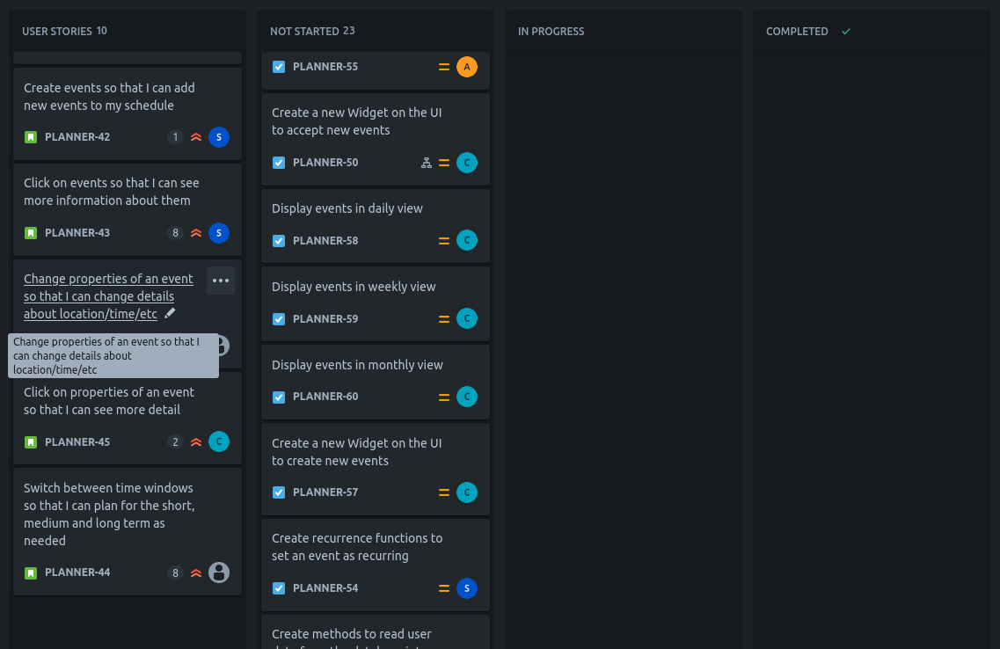 USER STORIES 10
Create events so that I can add
new events to my schedule
PLANNER-42 1 S
Click on events so that I can see
more information about them
PLANNER-43 8 S
Change properties of an event
so that I can change details
about location/time/etc
Change properties of an event so that I
can change details about
location/time/etc
Click on properties of an event
so that I can see more detail
PLANNER-45 2 C
Switch between time windows
so that I can plan for the short,
medium and long term as
needed
PLANNER-44 8
NOT STARTED 23
PLANNER-55 A
Create a new Widget on the UI
to accept new events
PLANNER-50 C
Display events in daily view
PLANNER-58 C
Display events in weekly view
PLANNER-59 C
Display events in monthly view
PLANNER-60 C
Create a new Widget on the UI
to create new events
PLANNER-57 C
Create recurrence functions to
set an event as recurring
PLANNER-54 S
Create methods to read user
IN PROGRESS
COMPLETED